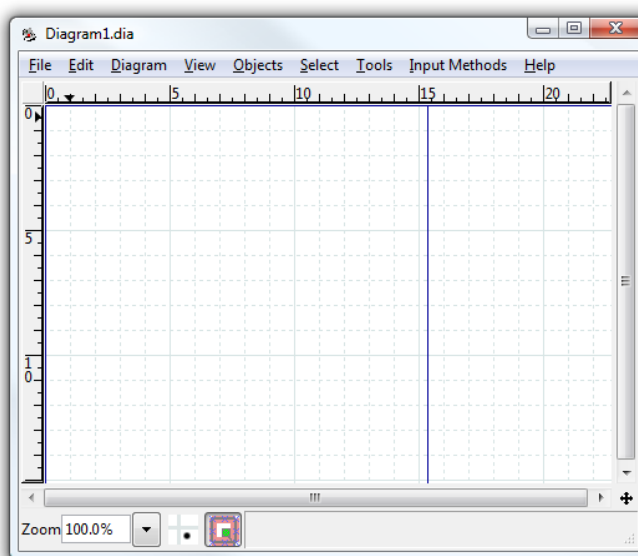 Diagram1.dia
File Edit Diagram View Objects Select Tools Input Methods Help
0 5 10 15 20
0
5
1
0
Zoom 100.0%